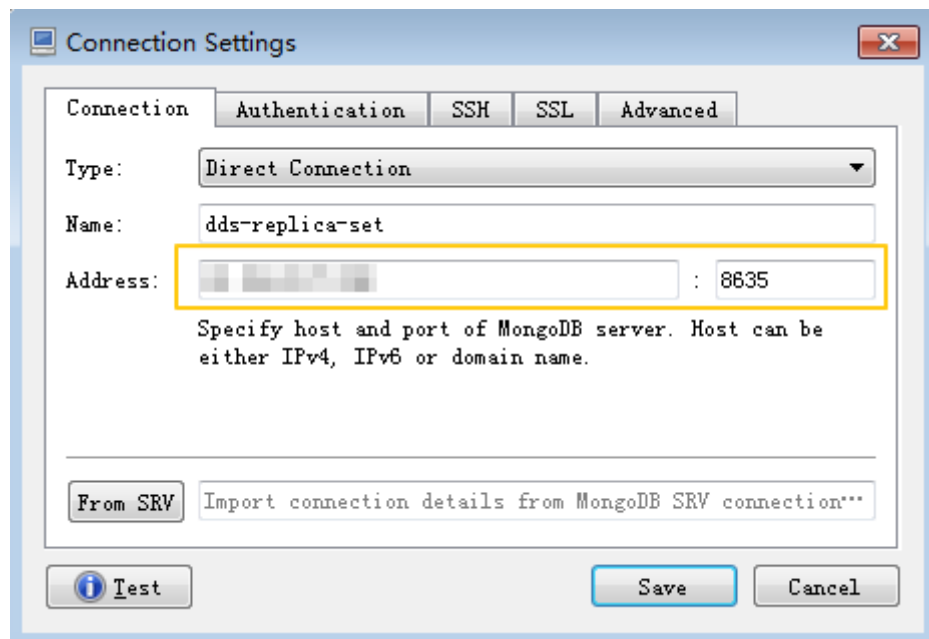 Connection Settings
Connection Authentication SSH SSL Advanced
Type: Direct Connection
Name: dds-replica-set
Address: : 8635
Specify host and port of MongoDB server. Host can be
either IPv4, IPv6 or domain name.
From SRV Import connection details from MongoDB SRV connection...
Test Save Cancel